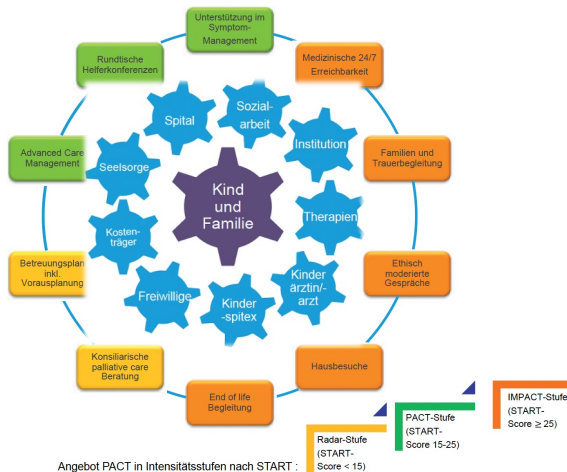 Unterstützung im
Symptom-
Management
Rundtische
Helferkonferenzen
Medizinische 24/7
Erreichbarkeit
Advanced Care
Management
Familien und
Trauerbegleitung
Betreuungsplan
inkl.
Vorausplanung
Ethisch
moderierte
Gespräche
Konsiliarische
palliative care
Beratung
Hausbesuche
End of life
Begleitung
Spital
Sozial-
arbeit
Institution
Seelsorge
Kind
und
Familie
Therapien
Kosten-
träger
Freiwillige
Kinder
-spitex
Kinder
ärztin/-
arzt
IMPACT-Stufe
(START-
Score ≥ 25)
PACT-Stufe
(START-
Score 15-25)
Radar-Stufe
(START-
Score < 15)
Angebot PACT in Intensitätsstufen nach START :